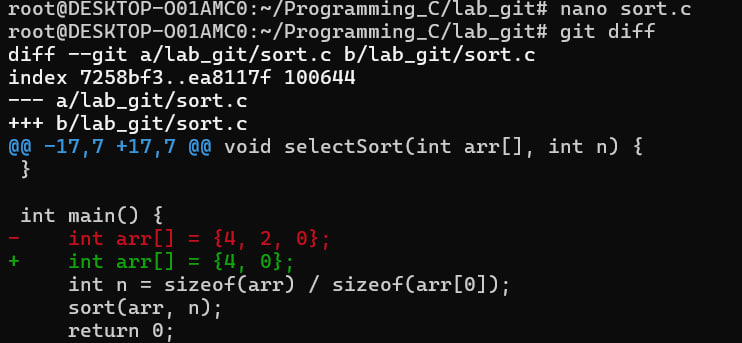 root@DESKTOP-O01AMC0:~/Programming_C/lab_git# nano sort.c
root@DESKTOP-O01AMC0:~/Programming_C/lab_git# git diff
diff --git a/lab_git/sort.c b/lab_git/sort.c
index 7258bf3..ea8117f 100644
--- a/lab_git/sort.c
+++ b/lab_git/sort.c
@@ -17,7 +17,7 @@ void selectSort(int arr[], int n) {
 }

 int main() {
-    int arr[] = {4, 2, 0};
+    int arr[] = {4, 0};
     int n = sizeof(arr) / sizeof(arr[0]);
     sort(arr, n);
     return 0;